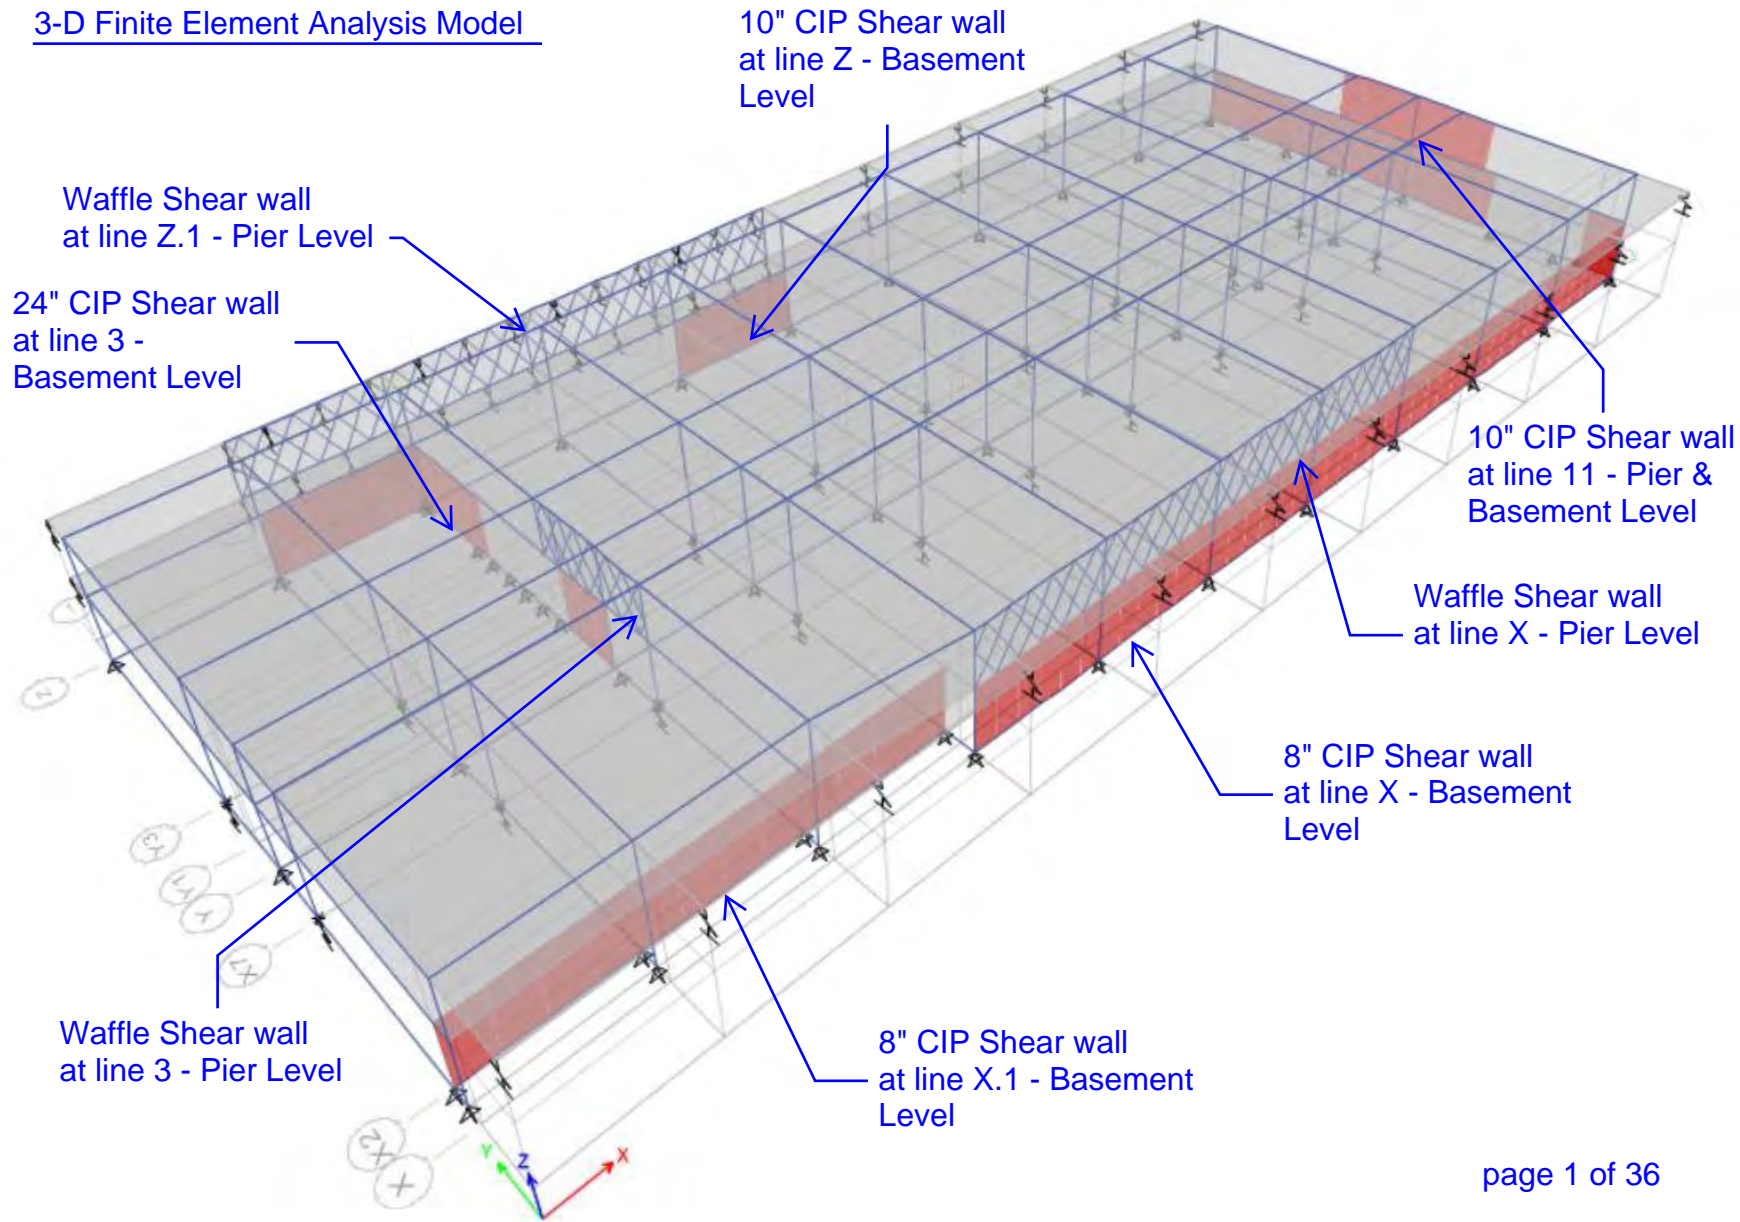 3-D Finite Element Analysis Model
10" CIP Shear wall
at line Z - Basement
Level
Waffle Shear wall
at line Z.1 - Pier Level
24" CIP Shear wall
at line 3 -
Basement Level
10" CIP Shear wall
at line 11 - Pier &
Basement Level
Waffle Shear wall
at line X - Pier Level
8" CIP Shear wall
at line X - Basement
Level
Waffle Shear wall
at line 3 - Pier Level
8" CIP Shear wall
at line X.1 - Basement
Level
Z
Y3
Y1
Y
X7
X2
X
Y
Z
X
page 1 of 36